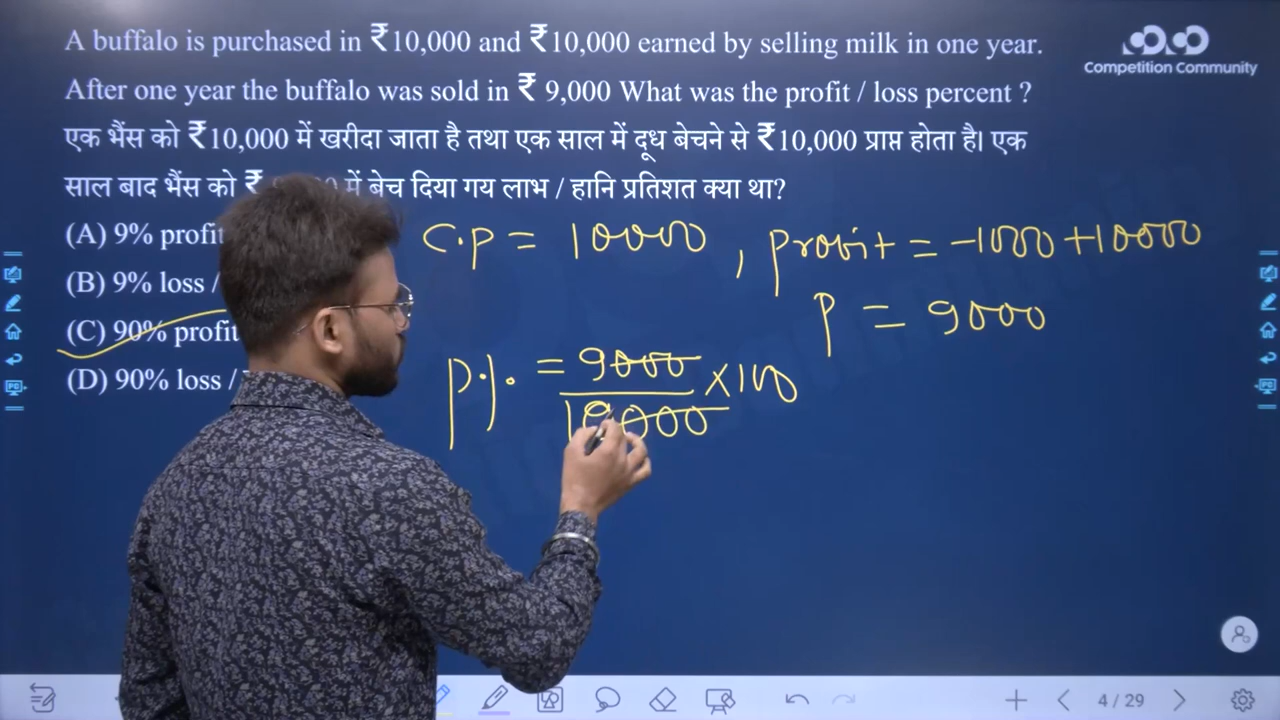 A buffalo is purchased in ₹10,000 and ₹10,000 earned by selling milk in one year.
Competition Community
After one year the buffalo was sold in ₹ 9,000 What was the profit / loss percent ?
एक भैंस को ₹10,000 में खरीदा जाता है तथा एक साल में दूध बेचने से ₹10,000 प्राप्त होता है। एक
साल बाद भैंस को ₹ में बेच दिया गय लाभ / हानि प्रतिशत क्या था?
(A) 9% profit
C.P = 10000 , Profit = -1000 + 10000
(B) 9% loss /
P = 9000
(C) 90% profit
P.%. = 9000
10000 × 100
(D) 90% loss /
4 / 29